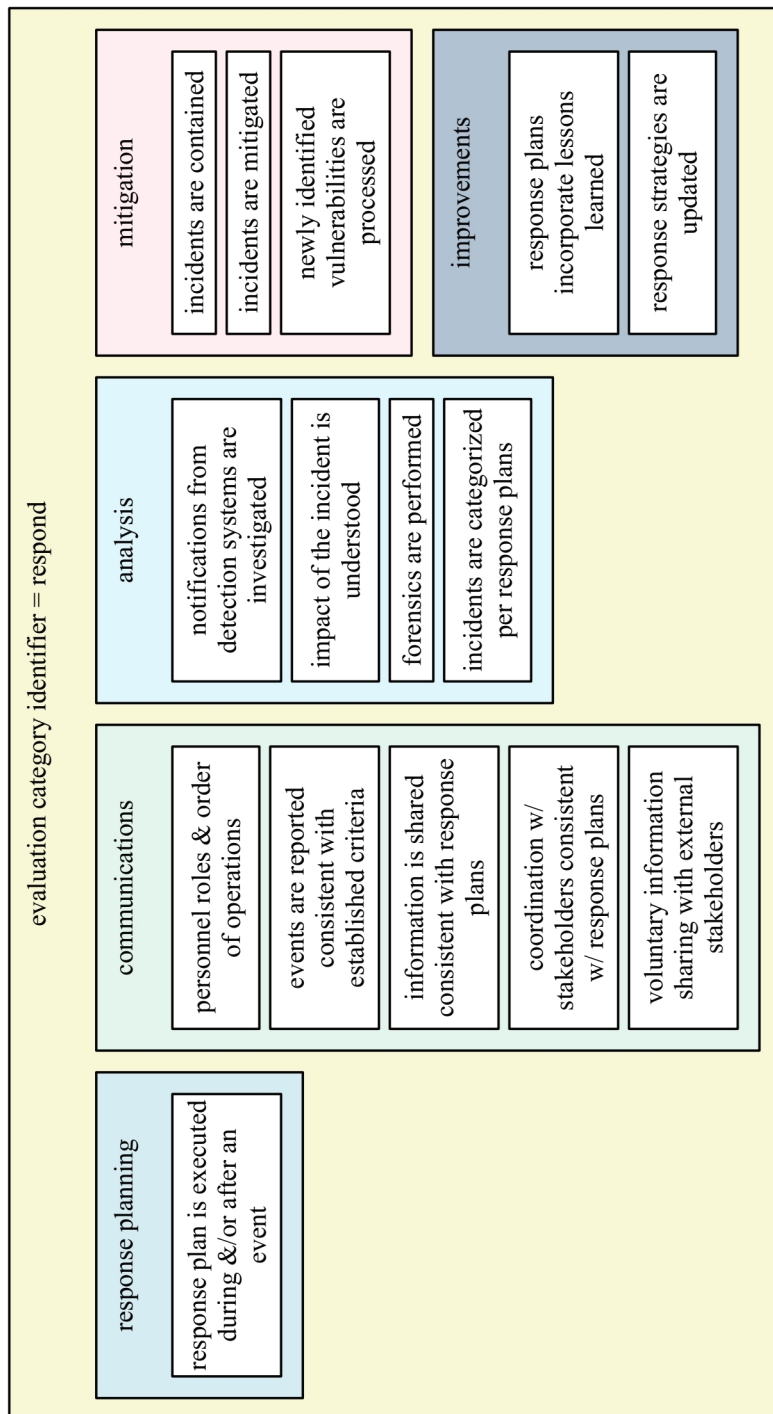 evaluation category identifier = respond
response planning
response plan is executed
during &/or after an
event
communications
personnel roles & order
of operations
events are reported
consistent with
established criteria
information is shared
consistent with response
plans
coordination w/
stakeholders consistent
w/ response plans
voluntary information
sharing with external
stakeholders
analysis
notifications from
detection systems are
investigated
impact of the incident is
understood
forensics are performed
incidents are categorized
per response plans
mitigation
incidents are contained
incidents are mitigated
newly identified
vulnerabilities are
processed
improvements
response plans
incorporate lessons
learned
response strategies are
updated